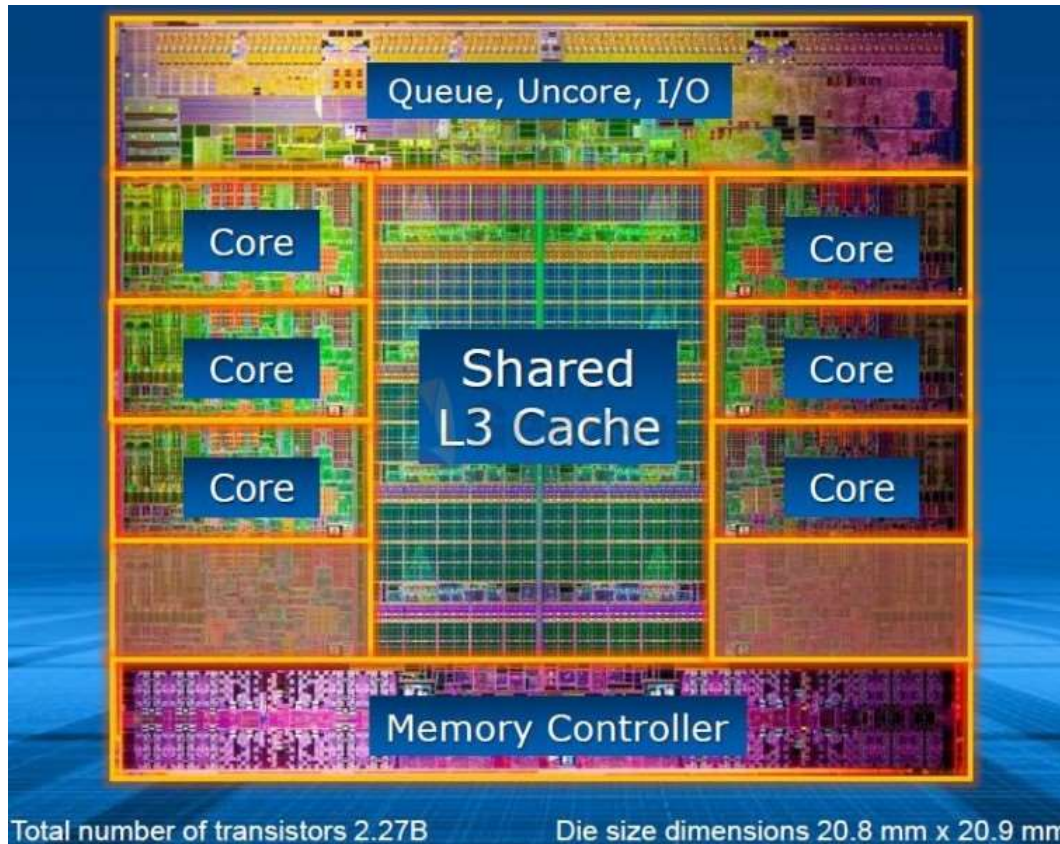 Queue, Uncore, I/O
Core
Core
Core
Core
Shared
L3 Cache
Core
Core
Memory Controller
Total number of transistors 2.27B
Die size dimensions 20.8 mm x 20.9 mm